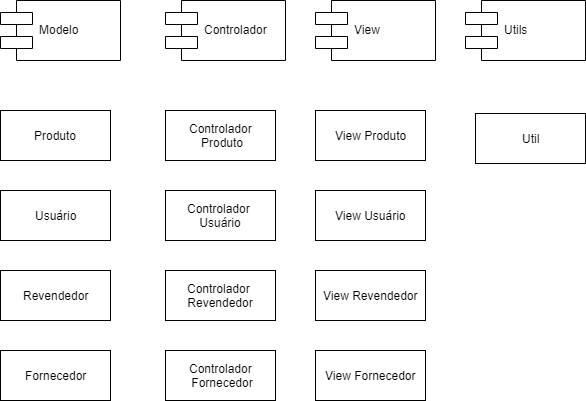 Modelo
Controlador
View
Utils
Produto
Controlador
Produto
View Produto
Util
Usuário
Controlador
Usuário
View Usuário
Revendedor
Controlador
Revendedor
View Revendedor
Fornecedor
Controlador
Fornecedor
View Fornecedor